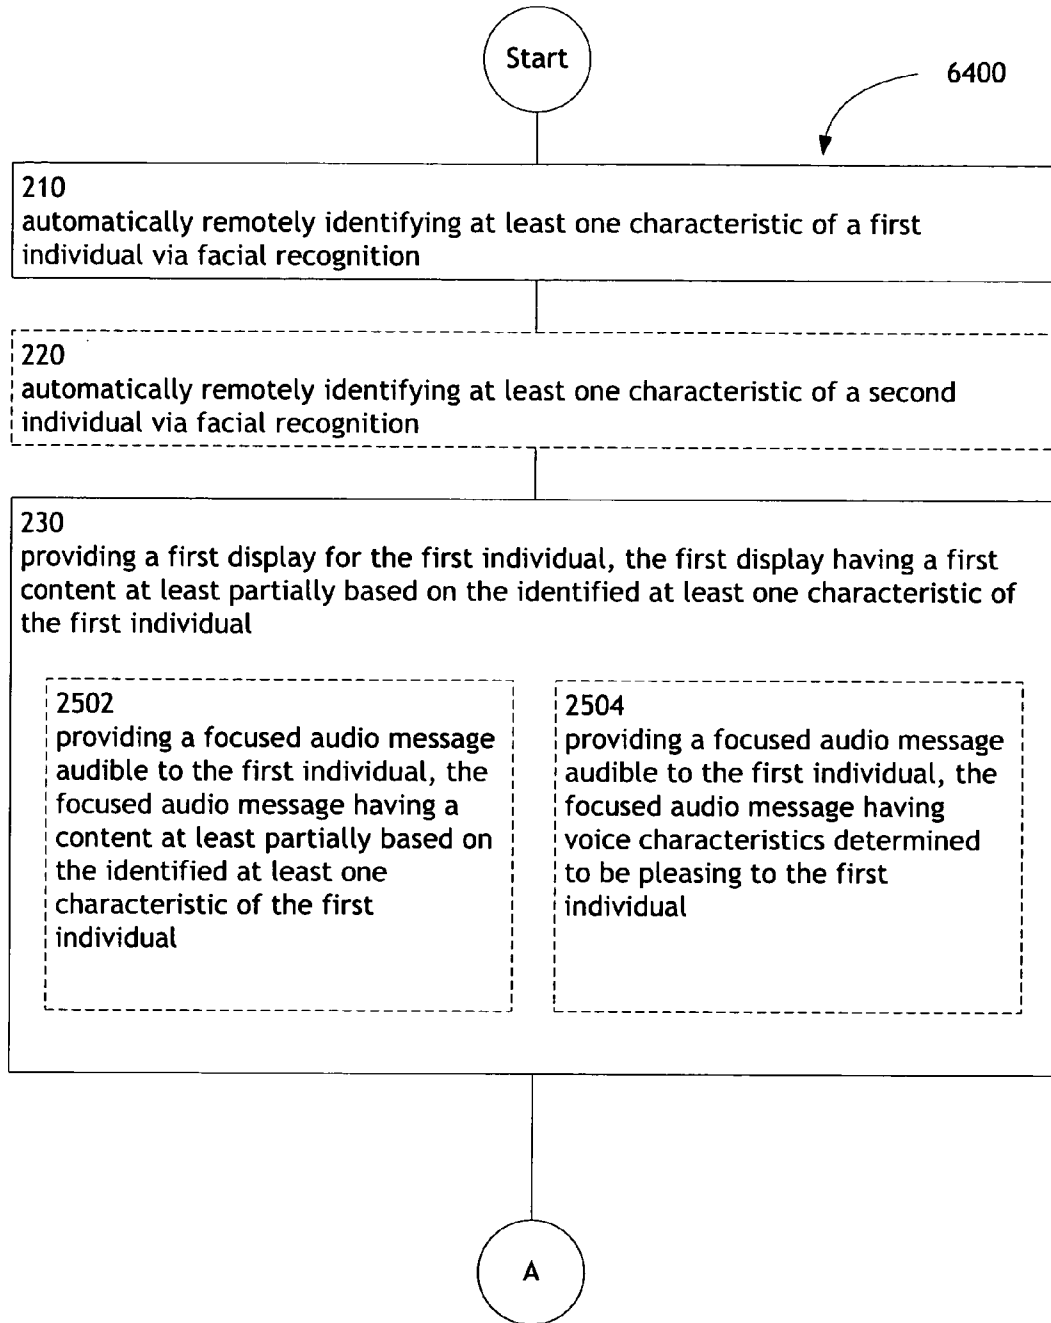 Start
6400
210
automatically remotely identifying at least one characteristic of a first
individual via facial recognition
220
automatically remotely identifying at least one characteristic of a second
individual via facial recognition
230
providing a first display for the first individual, the first display having a first
content at least partially based on the identified at least one characteristic of
the first individual
2502
providing a focused audio message
audible to the first individual, the
focused audio message having a
content at least partially based on
the identified at least one
characteristic of the first
individual
2504
providing a focused audio message
audible to the first individual, the
focused audio message having
voice characteristics determined
to be pleasing to the first
individual
A